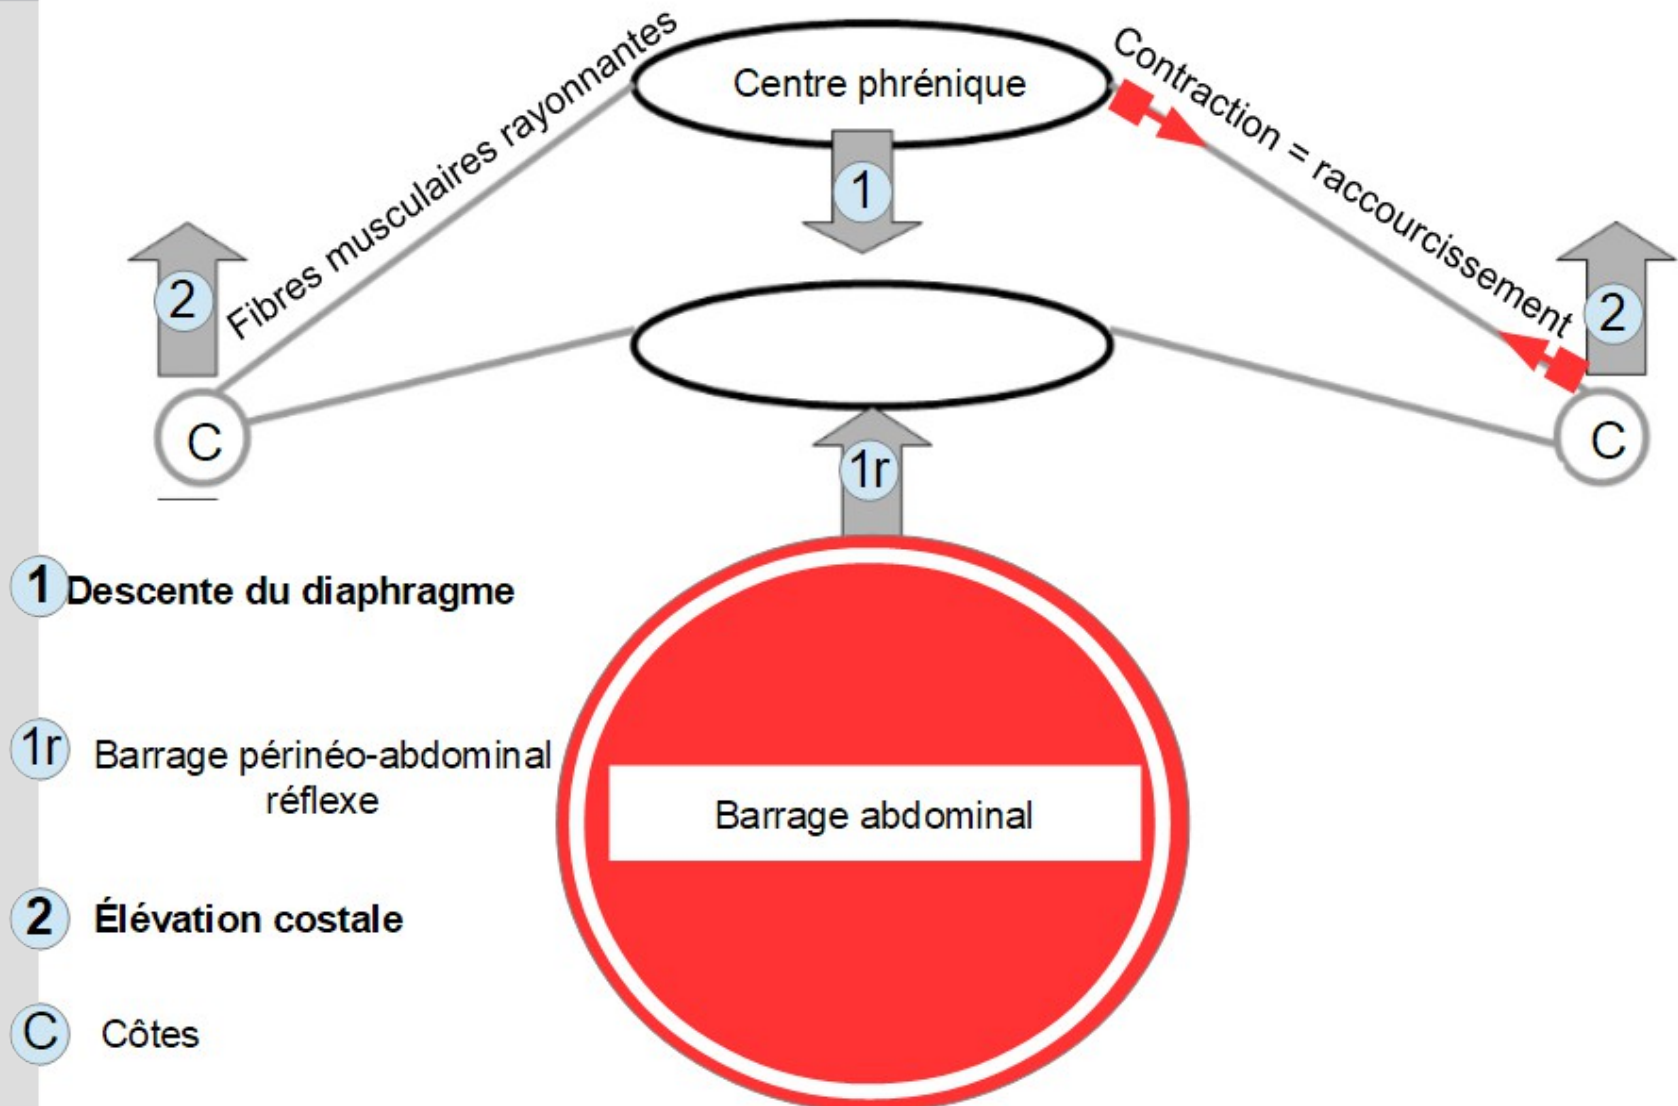 Centre phrénique
Fibres musculaires rayonnantes
Contraction = raccourcissement
1
2
2
C
C
1r
1 Descente du diaphragme
1r Barrage périnéo-abdominal
réflexe
Barrage abdominal
2 Élévation costale
C Côtes